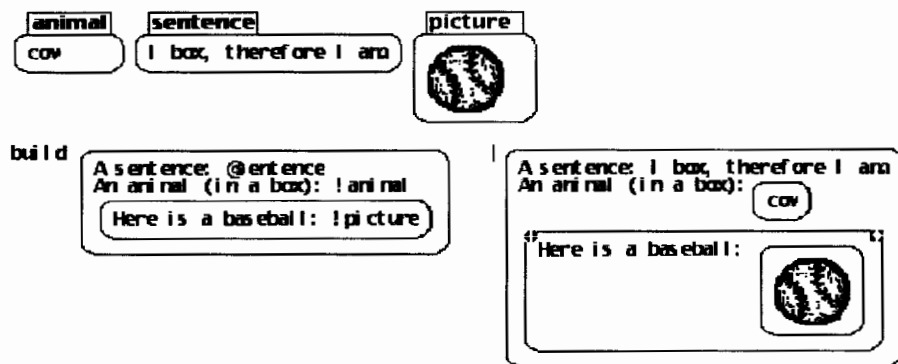 animal sentence picture
cow I box, therefore I am
build
A sentence: @sentence
An animal (in a box): !animal
Here is a baseball: !picture
| A sentence: I box, therefore I am
An animal (in a box):
cow
Here is a baseball: